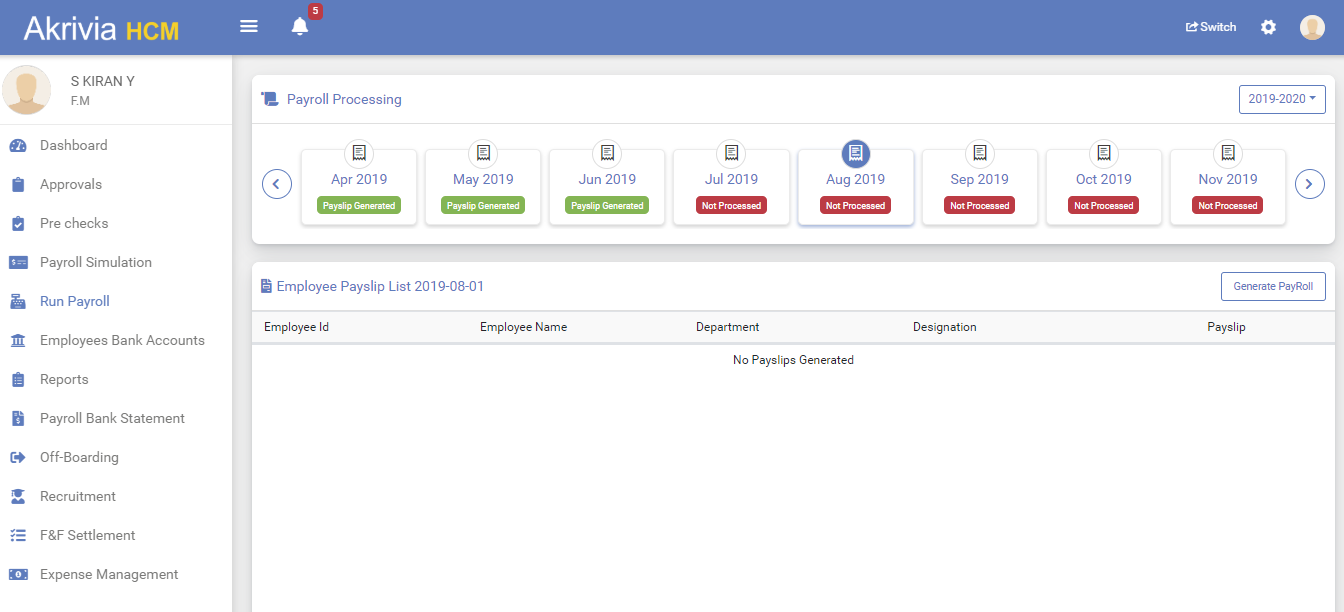 Akrivia HCM
5
Switch
S KIRAN Y
F.M
Dashboard
Approvals
Pre checks
Payroll Simulation
Run Payroll
Employees Bank Accounts
Reports
Payroll Bank Statement
Off-Boarding
Recruitment
F&F Settlement
Expense Management
Payroll Processing
2019-2020
Apr 2019
Payslip Generated
May 2019
Payslip Generated
Jun 2019
Payslip Generated
Jul 2019
Not Processed
Aug 2019
Not Processed
Sep 2019
Not Processed
Oct 2019
Not Processed
Nov 2019
Not Processed
Employee Payslip List 2019-08-01
Generate PayRoll
Employee Id Employee Name Department Designation Payslip
No Payslips Generated